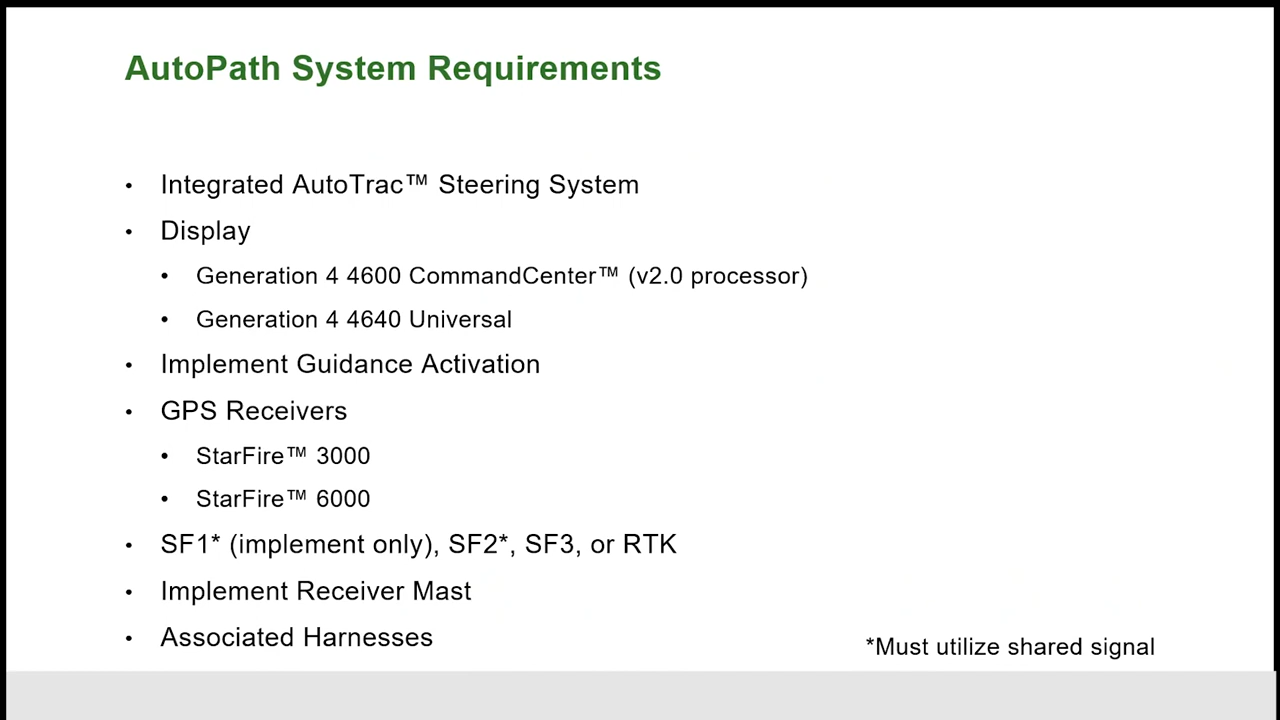 AutoPath System Requirements
• Integrated AutoTrac™ Steering System
• Display
• Generation 4 4600 CommandCenter™ (v2.0 processor)
• Generation 4 4640 Universal
• Implement Guidance Activation
• GPS Receivers
• StarFire™ 3000
• StarFire™ 6000
• SF1* (implement only), SF2*, SF3, or RTK
• Implement Receiver Mast
• Associated Harnesses
*Must utilize shared signal